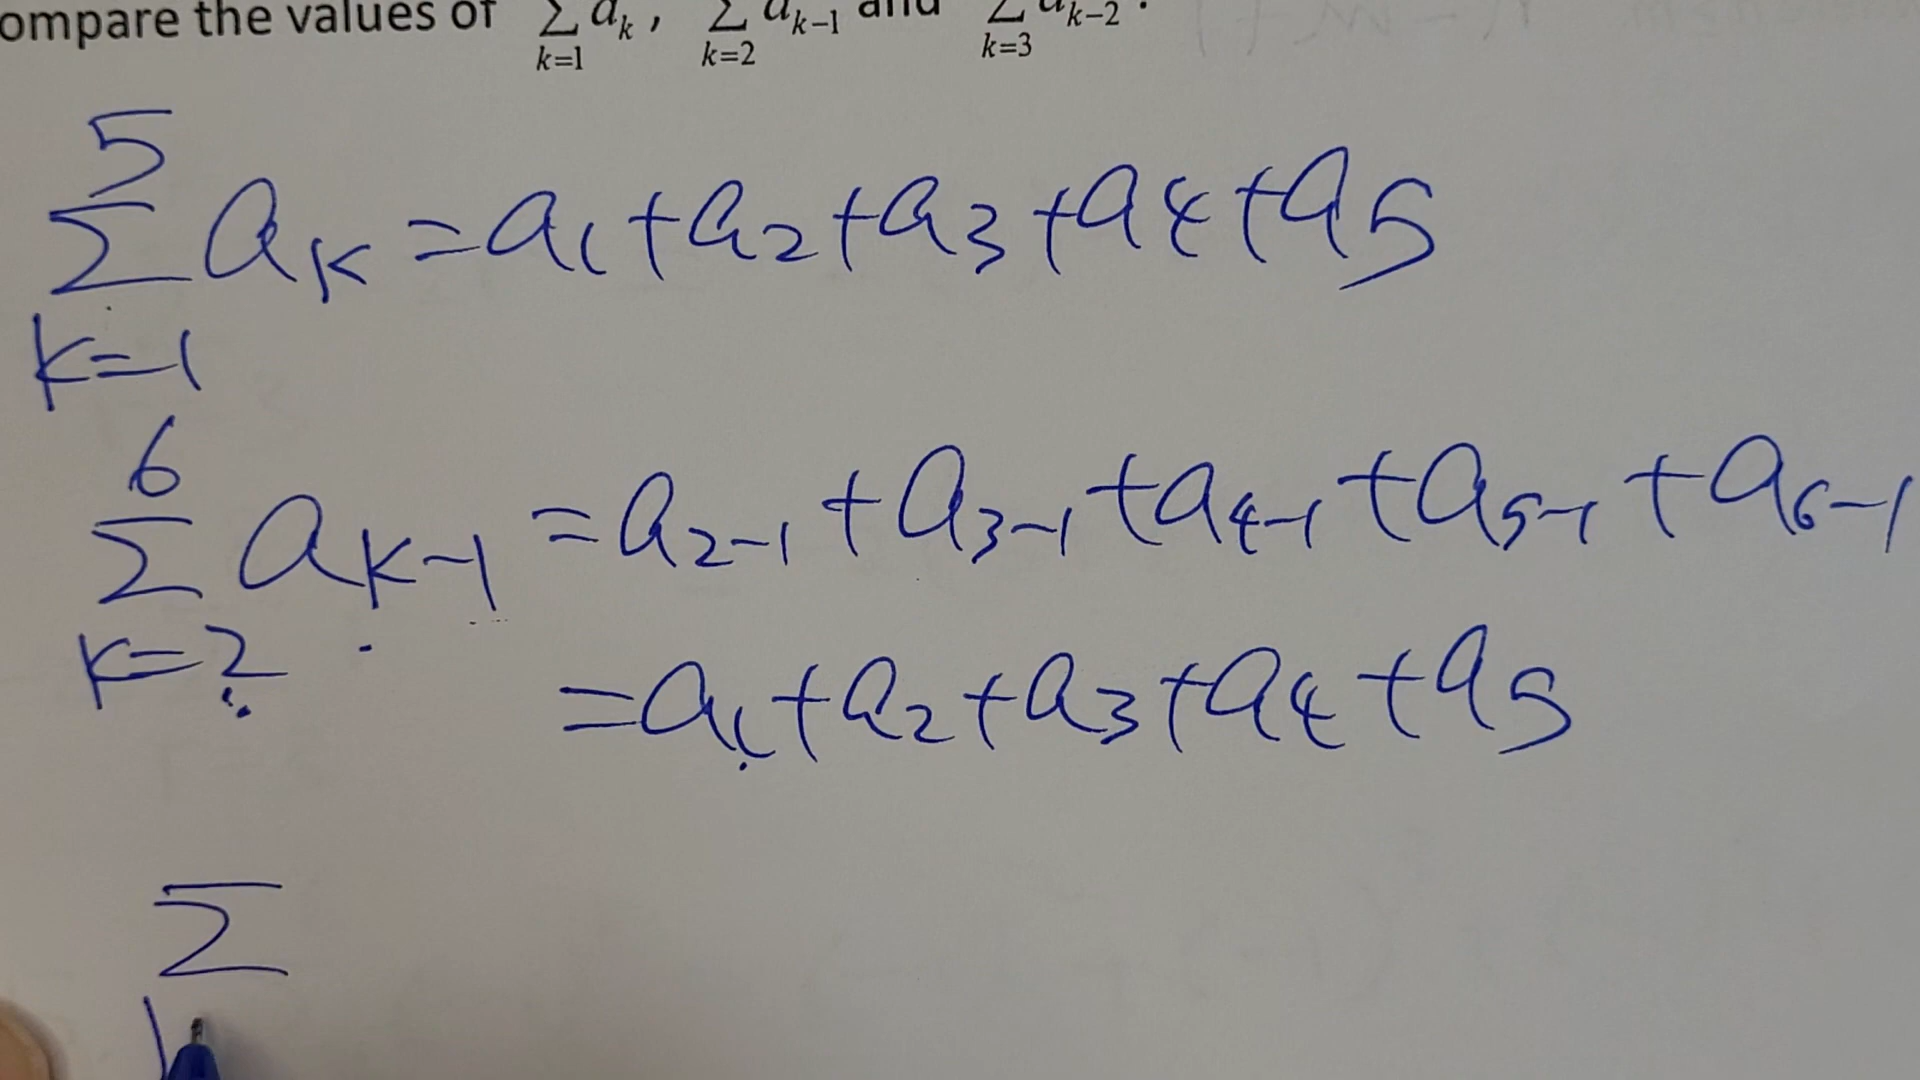 ompare the values of ∑ a_k , ∑ a_{k−1} and ∑ a_{k−2} .
k=1 k=2 k=3
5
∑ a_k = a_1 + a_2 + a_3 + a_4 + a_5
k=1
6
∑ a_{k-1} = a_{2-1} + a_{3-1} + a_{4-1} + a_{5-1} + a_{6-1}
k=2
= a_1 + a_2 + a_3 + a_4 + a_5
∑